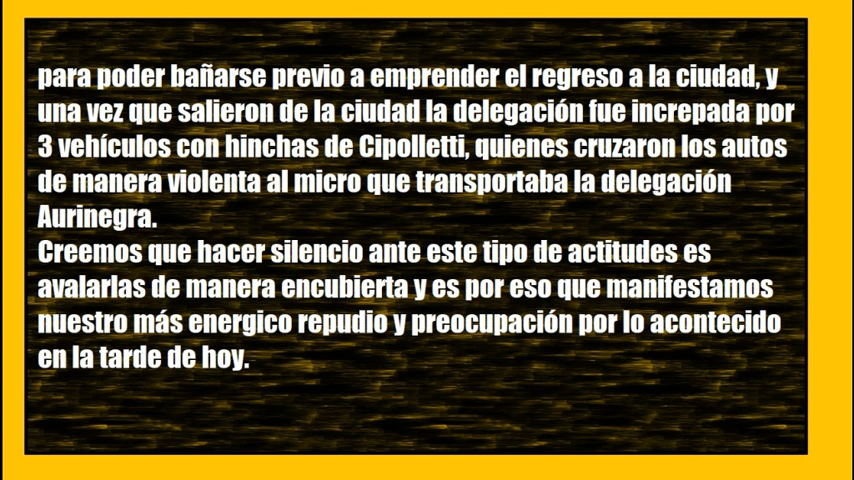 para poder bañarse previo a emprender el regreso a la ciudad, y
una vez que salieron de la ciudad la delegación fue increpada por
3 vehículos con hinchas de Cipolletti, quienes cruzaron los autos
de manera violenta al micro que transportaba la delegación
Aurinegra.
Creemos que hacer silencio ante este tipo de actitudes es
avalarlas de manera encubierta y es por eso que manifestamos
nuestro más energico repudio y preocupación por lo acontecido
en la tarde de hoy.